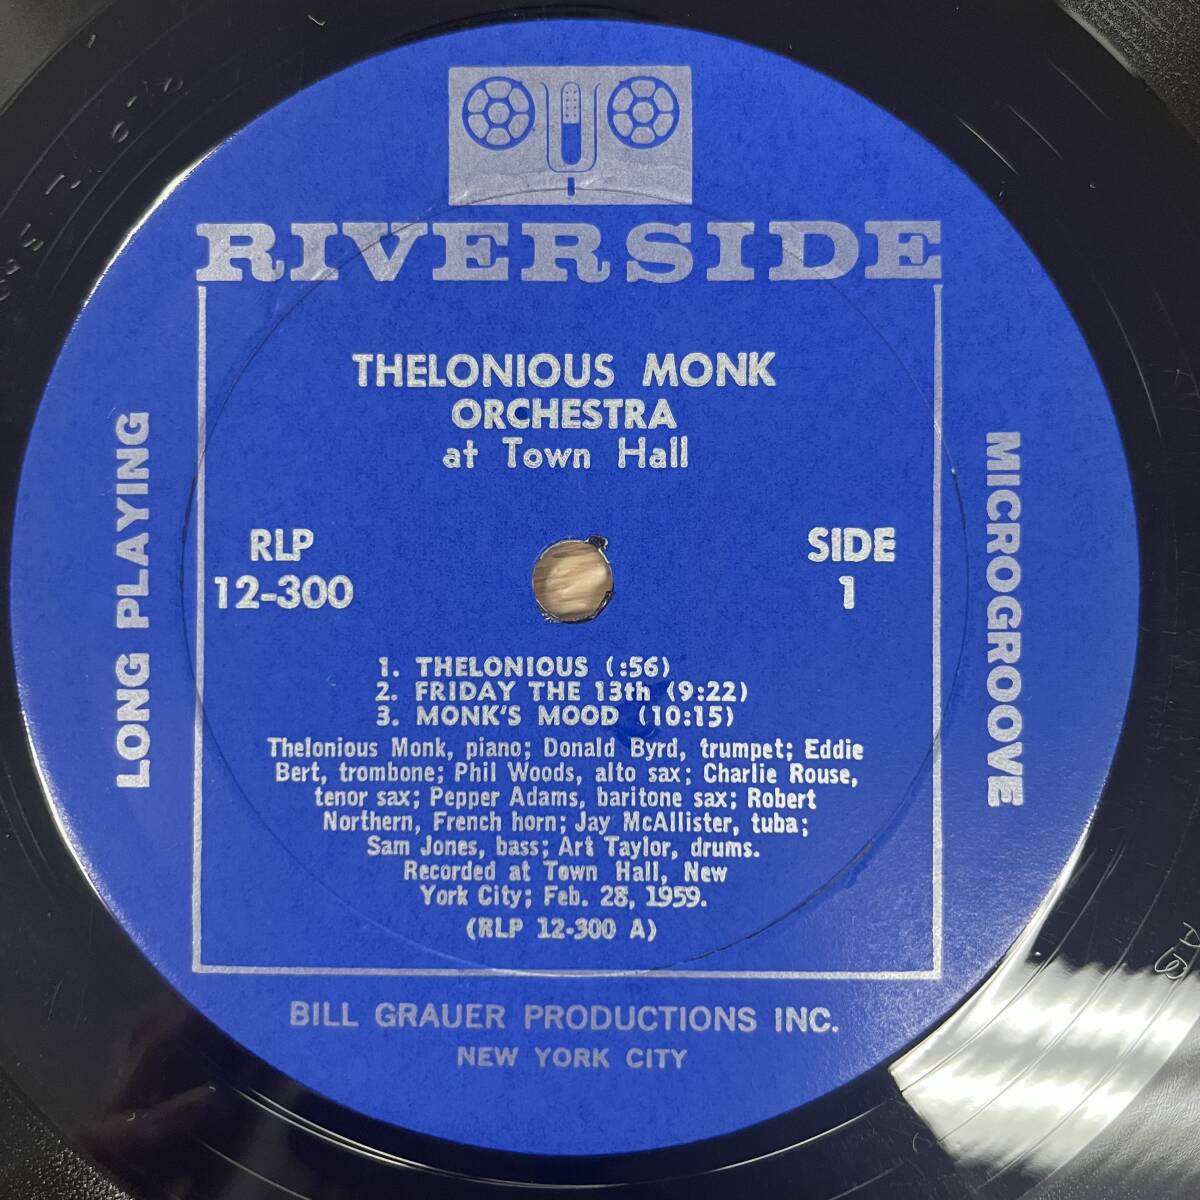 RIVERSIDE
THELONIOUS MONK
ORCHESTRA
at Town Hall
LONG PLAYING
MICROGROOVE
RLP
12-300
SIDE
1
1. THELONIOUS (:56)
2. FRIDAY THE 13th (9:22)
3. MONK'S MOOD (10:15)
Thelonious Monk, piano; Donald Byrd, trumpet; Eddie
Bert, trombone; Phil Woods, alto sax; Charlie Rouse,
tenor sax; Pepper Adams, baritone sax; Robert
Northern, French horn; Jay McAllister, tuba;
Sam Jones, bass; Art Taylor, drums.
Recorded at Town Hall, New
York City; Feb. 28, 1959.
(RLP 12-300 A)
BILL GRAUER PRODUCTIONS INC.
NEW YORK CITY